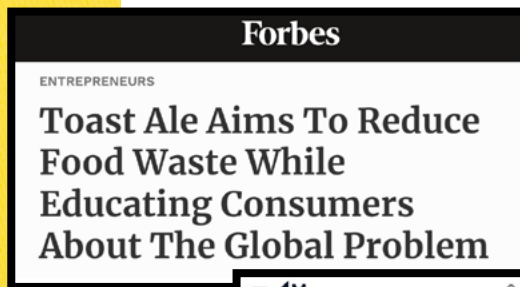 Forbes
ENTREPRENEURS
Toast Ale Aims To Reduce
Food Waste While
Educating Consumers
About The Global Problem